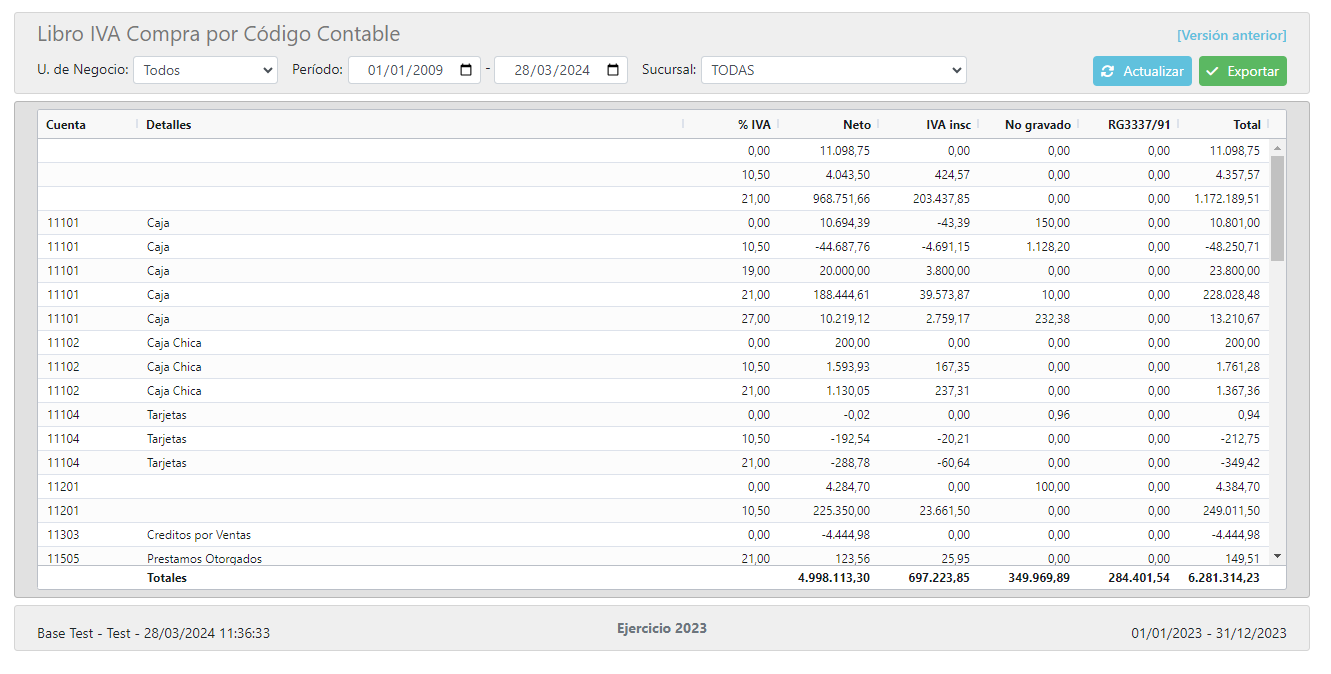 Libro IVA Compra por Código Contable
[Versión anterior]
U. de Negocio: Todos Período: 01/01/2009 - 28/03/2024 Sucursal: TODAS Actualizar Exportar
Cuenta Detalles % IVA Neto IVA insc No gravado RG3337/91 Total
0,00 11.098,75 0,00 0,00 0,00 11.098,75
10,50 4.043,50 424,57 0,00 0,00 4.357,57
21,00 968.751,66 203.437,85 0,00 0,00 1.172.189,51
11101 Caja 0,00 10.694,39 -43,39 150,00 0,00 10.801,00
11101 Caja 10,50 -44.687,76 -4.691,15 1.128,20 0,00 -48.250,71
11101 Caja 19,00 20.000,00 3.800,00 0,00 0,00 23.800,00
11101 Caja 21,00 188.444,61 39.573,87 10,00 0,00 228.028,48
11101 Caja 27,00 10.219,12 2.759,17 232,38 0,00 13.210,67
11102 Caja Chica 0,00 200,00 0,00 0,00 0,00 200,00
11102 Caja Chica 10,50 1.593,93 167,35 0,00 0,00 1.761,28
11102 Caja Chica 21,00 1.130,05 237,31 0,00 0,00 1.367,36
11104 Tarjetas 0,00 -0,02 0,00 0,96 0,00 0,94
11104 Tarjetas 10,50 -192,54 -20,21 0,00 0,00 -212,75
11104 Tarjetas 21,00 -288,78 -60,64 0,00 0,00 -349,42
11201 0,00 4.284,70 0,00 100,00 0,00 4.384,70
11201 10,50 225.350,00 23.661,50 0,00 0,00 249.011,50
11303 Creditos por Ventas 0,00 -4.444,98 0,00 0,00 0,00 -4.444,98
11505 Prestamos Otorgados 21,00 123,56 25,95 0,00 0,00 149,51
Totales 4.998.113,30 697.223,85 349.969,89 284.401,54 6.281.314,23
Base Test - Test - 28/03/2024 11:36:33 Ejercicio 2023 01/01/2023 - 31/12/2023